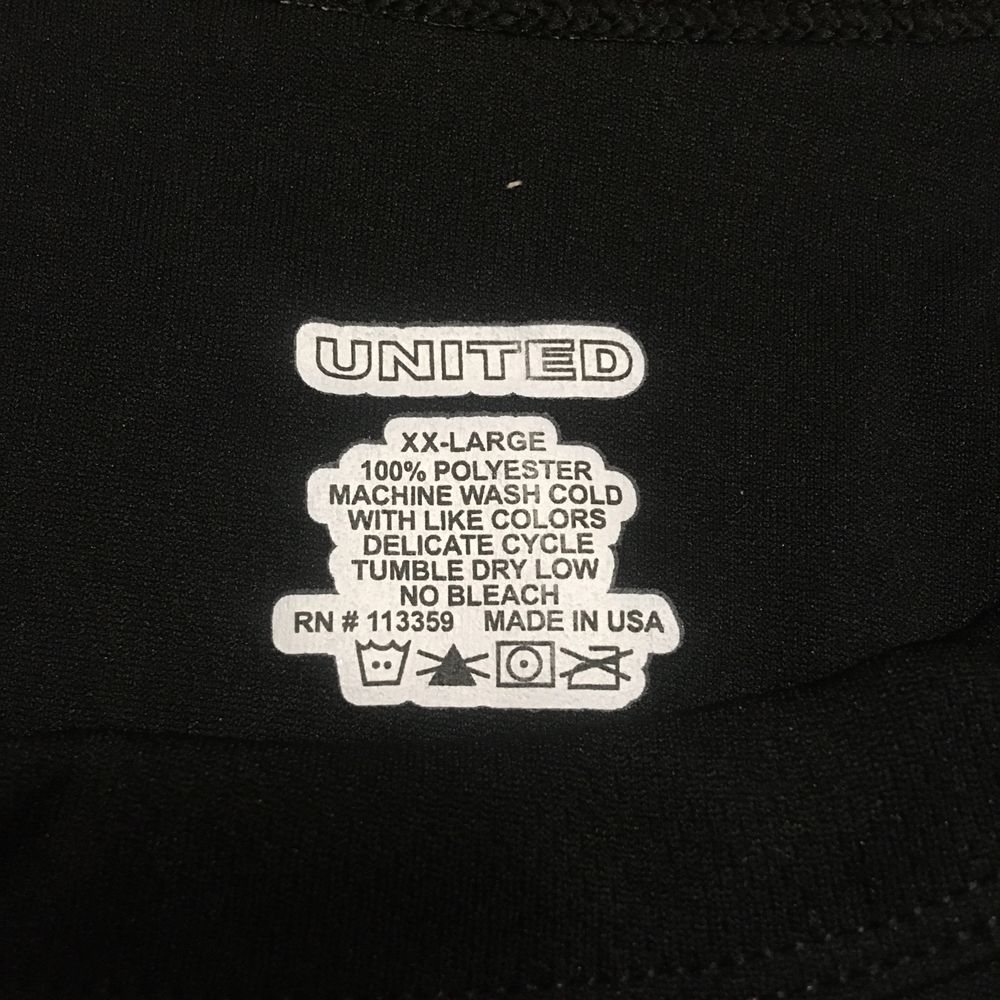 UNITED
XX-LARGE
100% POLYESTER
MACHINE WASH COLD
WITH LIKE COLORS
DELICATE CYCLE
TUMBLE DRY LOW
NO BLEACH
RN # 113359 MADE IN USA